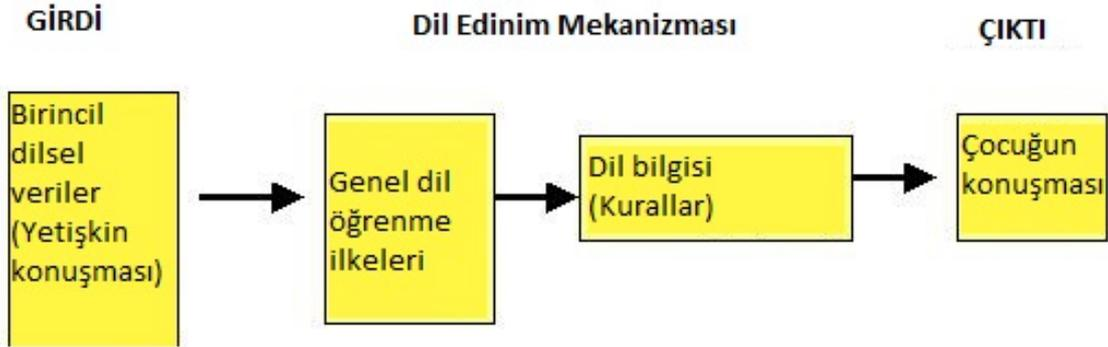 GİRDİ
Dil Edinim Mekanizması
ÇIKTI
Birincil
dilsel
veriler
(Yetişkin
konuşması)
Genel dil
öğrenme
ilkeleri
Dil bilgisi
(Kurallar)
Çocuğun
konuşması